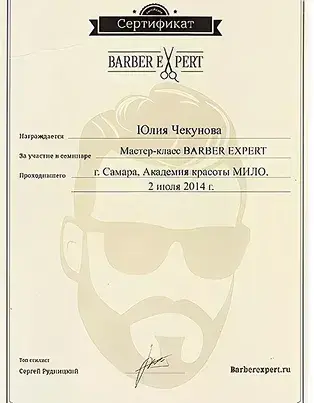 Сертификат
BARBER EXPERT
Награждается Юлия Чекунова
За участие в семинаре Мастер-класс BARBER EXPERT
Проходившего г. Самара, Академия красоты МИЛО,
2 июля 2014 г.
Топ стилист
Сергей Рудницкий
Barberexpert.ru